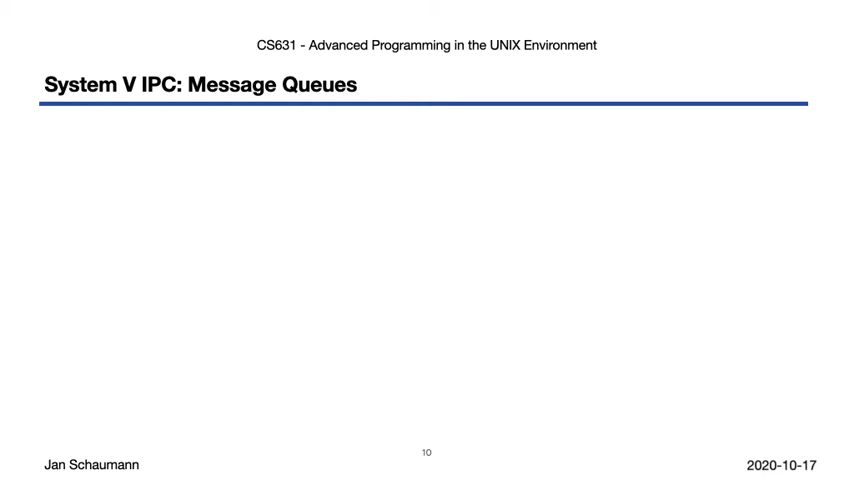 CS631 - Advanced Programming in the UNIX Environment
System V IPC: Message Queues
10
Jan Schaumann
2020-10-17